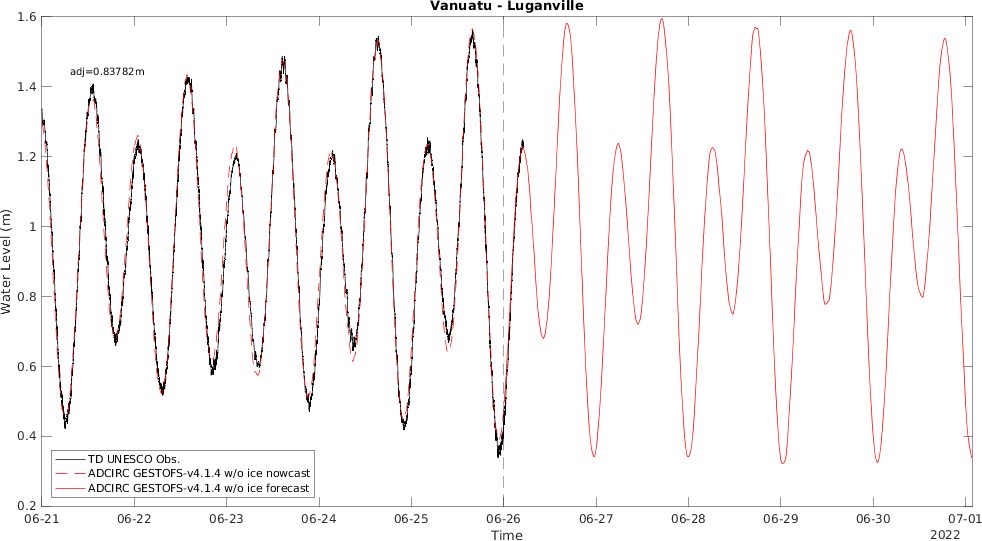 Vanuatu - Luganville
1.6
1.4
1.2
1
0.8
0.6
0.4
0.2
Water Level (m)
adj=0.83782m
TD UNESCO Obs.
ADCIRC GESTOFS-v4.1.4 w/o ice nowcast
ADCIRC GESTOFS-v4.1.4 w/o ice forecast
06-21 06-22 06-23 06-24 06-25 06-26 06-27 06-28 06-29 06-30 07-01
Time
2022